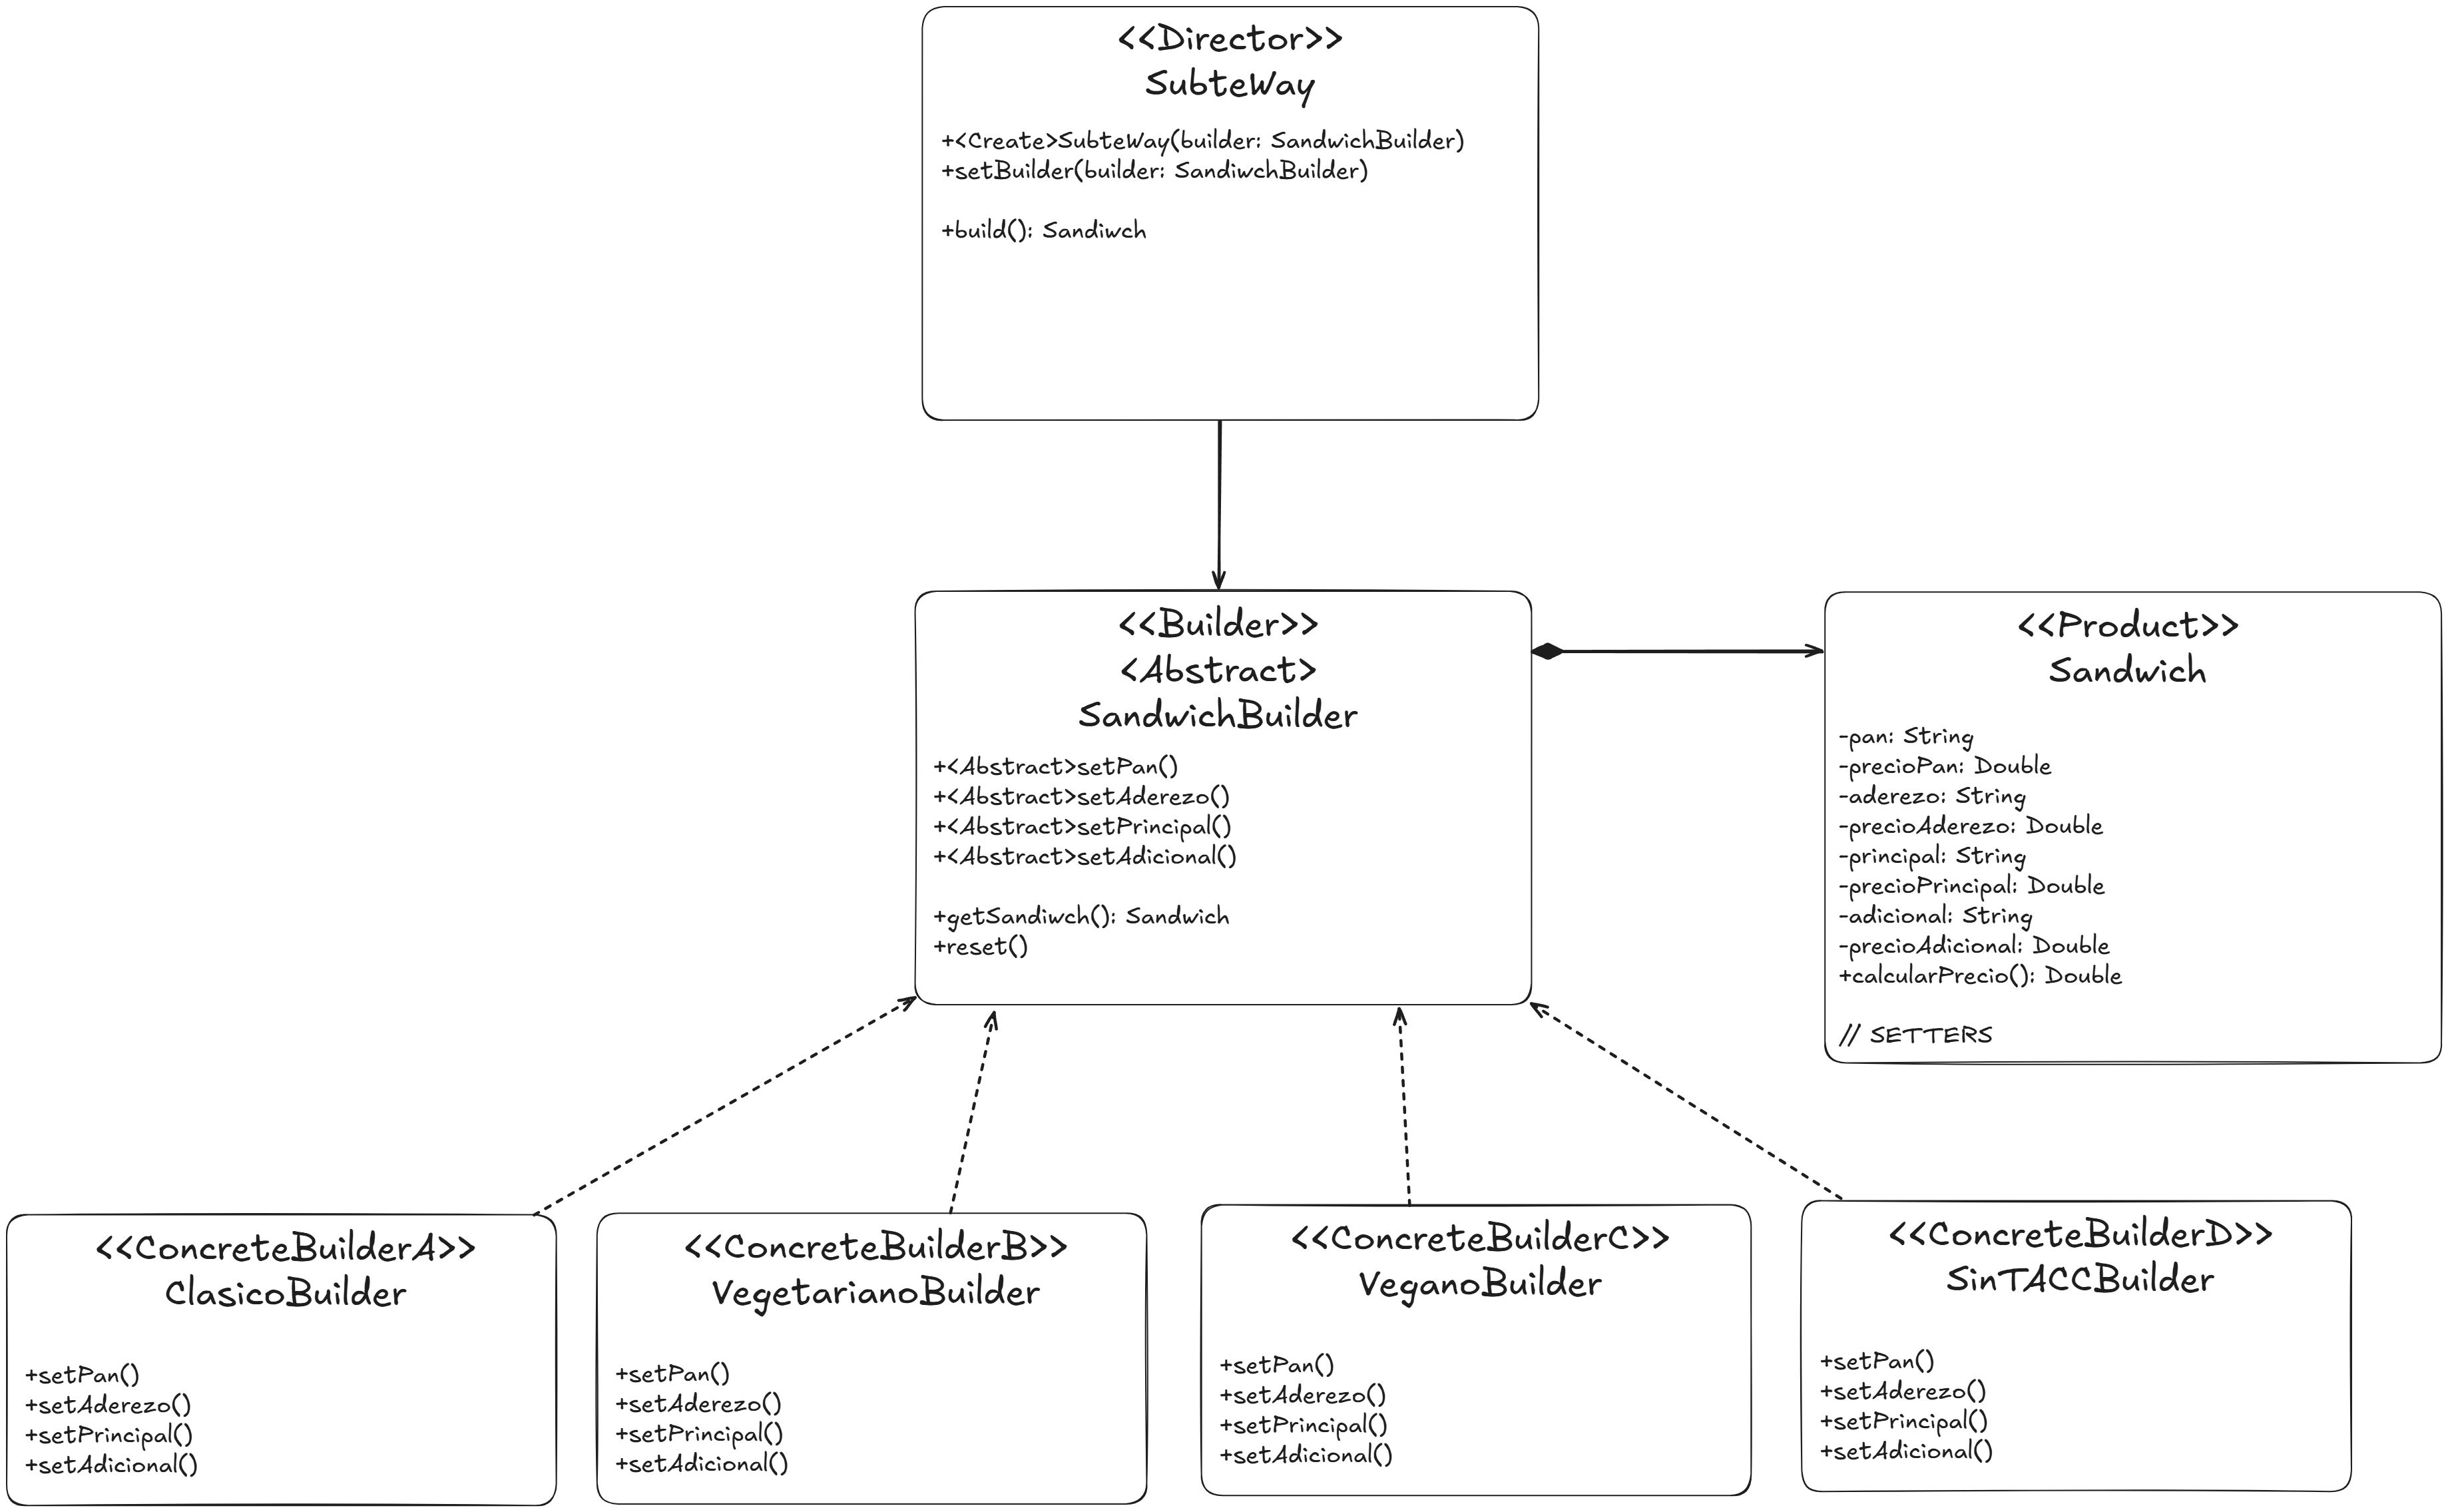 <<Director>>
SubteWay
+<Create>SubteWay(builder: SandwichBuilder)
+setBuilder(builder: SandiwchBuilder)
+build(): Sandiwch
<<Builder>>
<Abstract>
SandwichBuilder
+<Abstract>setPan()
+<Abstract>setAderezo()
+<Abstract>setPrincipal()
+<Abstract>setAdicional()
+getSandiwch(): Sandwich
+reset()
<<Product>>
Sandwich
-pan: String
-precioPan: Double
-aderezo: String
-precioAderezo: Double
-principal: String
-precioPrincipal: Double
-adicional: String
-precioAdicional: Double
+calcularPrecio(): Double
// SETTERS
<<ConcreteBuilderA>>
ClasicoBuilder
+setPan()
+setAderezo()
+setPrincipal()
+setAdicional()
<<ConcreteBuilderB>>
VegetarianoBuilder
+setPan()
+setAderezo()
+setPrincipal()
+setAdicional()
<<ConcreteBuilderC>>
VeganoBuilder
+setPan()
+setAderezo()
+setPrincipal()
+setAdicional()
<<ConcreteBuilderD>>
SinTACCBuilder
+setPan()
+setAderezo()
+setPrincipal()
+setAdicional()